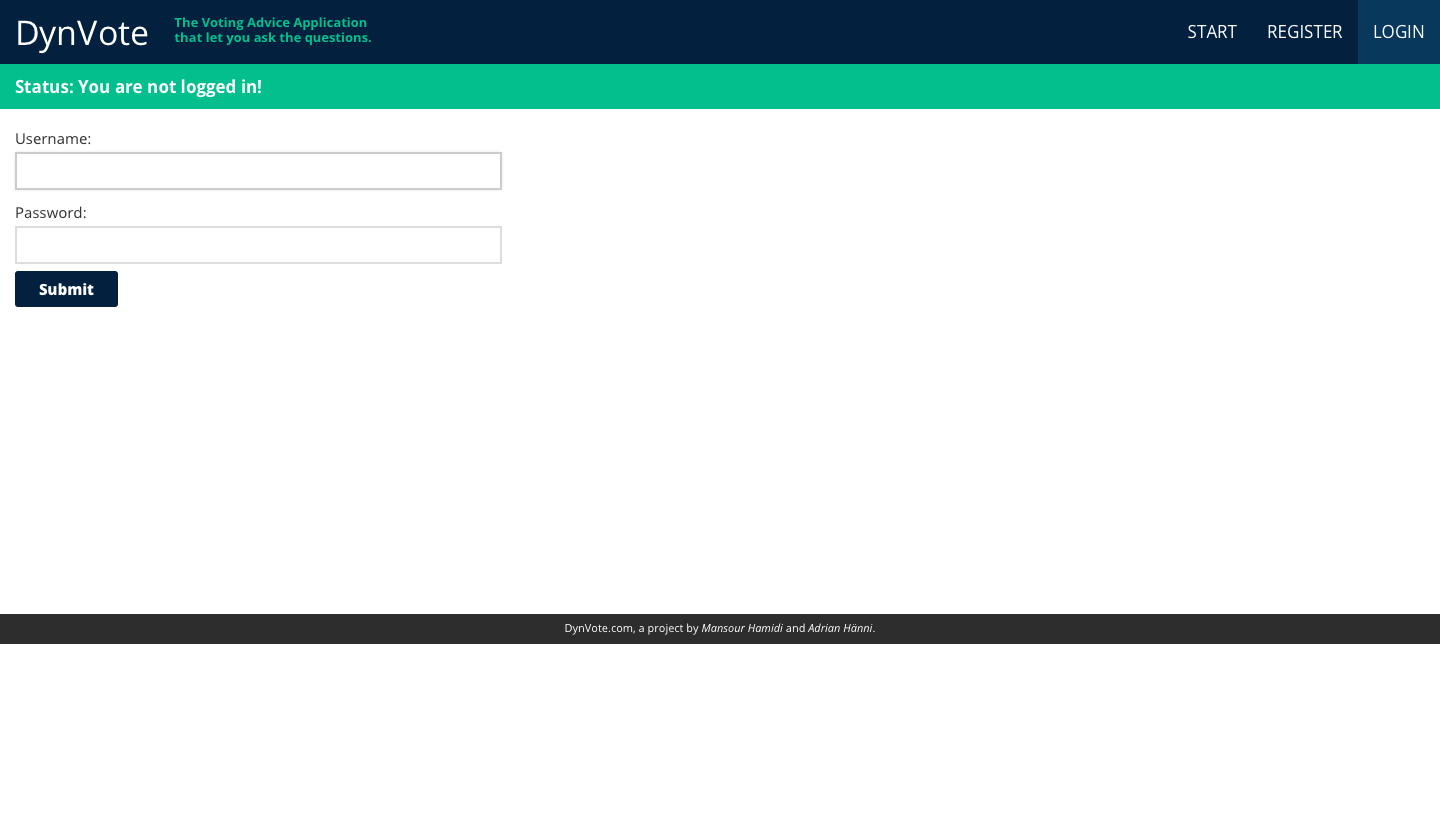 DynVote
The Voting Advice Application
that let you ask the questions.
START
REGISTER
LOGIN
Status: You are not logged in!
Username:
Password:
Submit
DynVote.com, a project by Mansour Hamidi and Adrian Hänni.